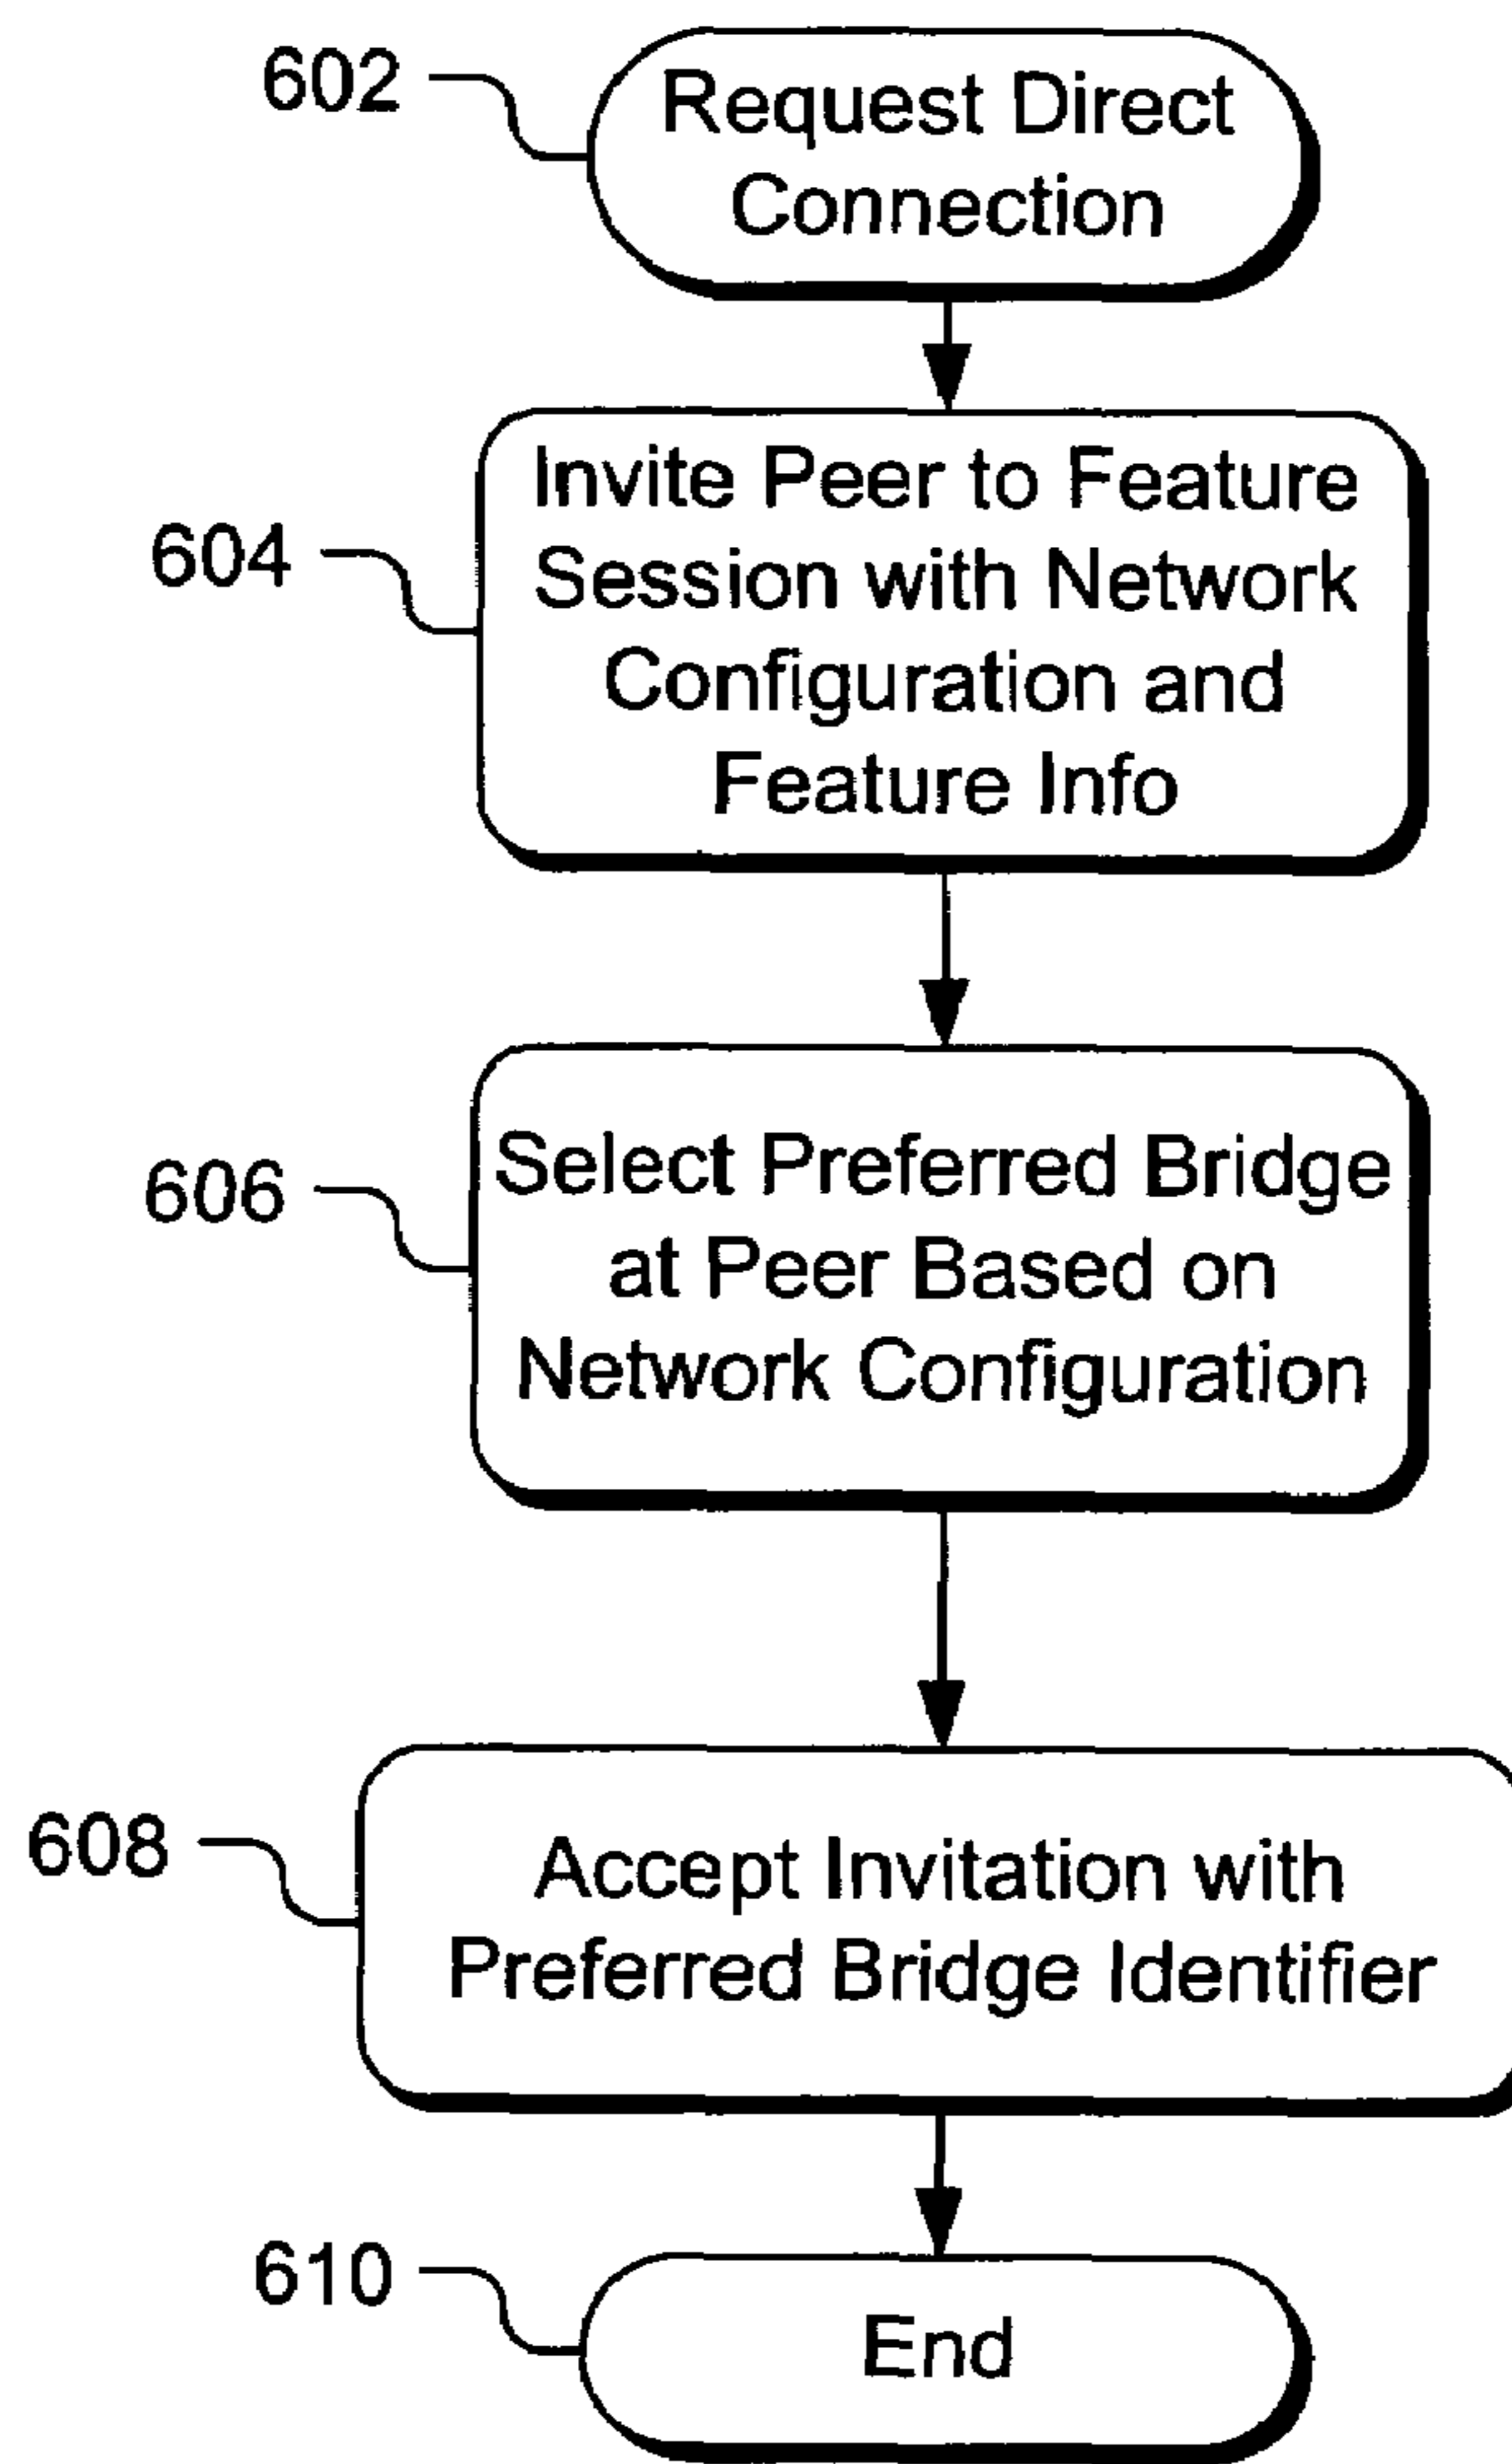 602
Request Direct
Connection
604
Invite Peer to Feature
Session with Network
Configuration and
Feature Info
606
Select Preferred Bridge
at Peer Based on
Network Configuration
608
Accept Invitation with
Preferred Bridge Identifier
610
End